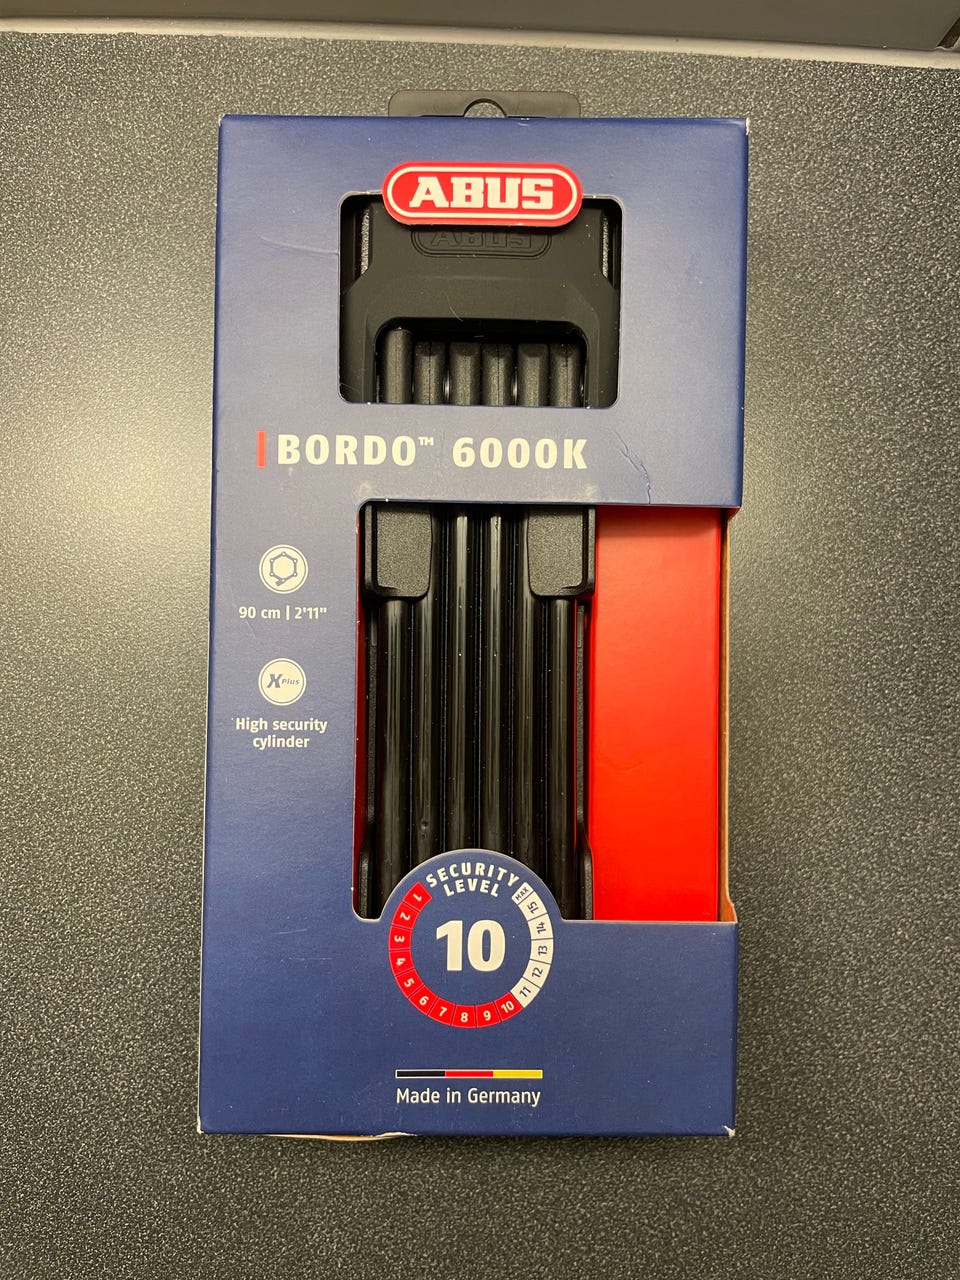 ABUS
ABUS
BORDO™ 6000K
90 cm | 2'11"
XPlus
High security
cylinder
SECURITY
LEVEL
1 2 3 4 5 6 7 8 9 10 11 12 13 14 15 MAX
10
Made in Germany